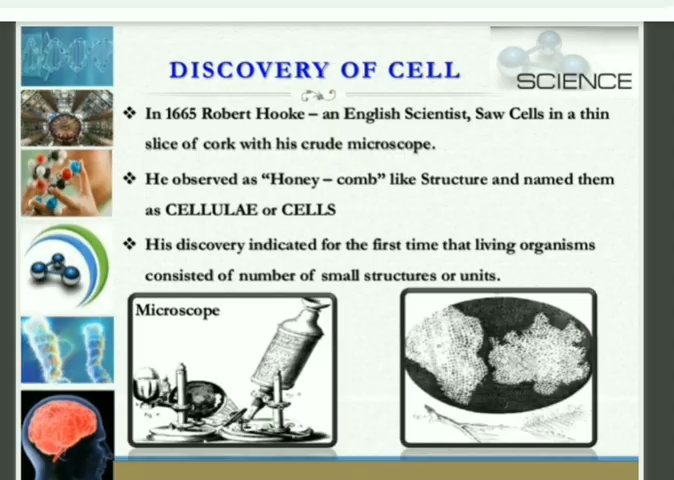 DISCOVERY OF CELL
SCIENCE
❖ In 1665 Robert Hooke – an English Scientist, Saw Cells in a thin
slice of cork with his crude microscope.
❖ He observed as “Honey – comb” like Structure and named them
as CELLULAE or CELLS
❖ His discovery indicated for the first time that living organisms
consisted of number of small structures or units.
Microscope